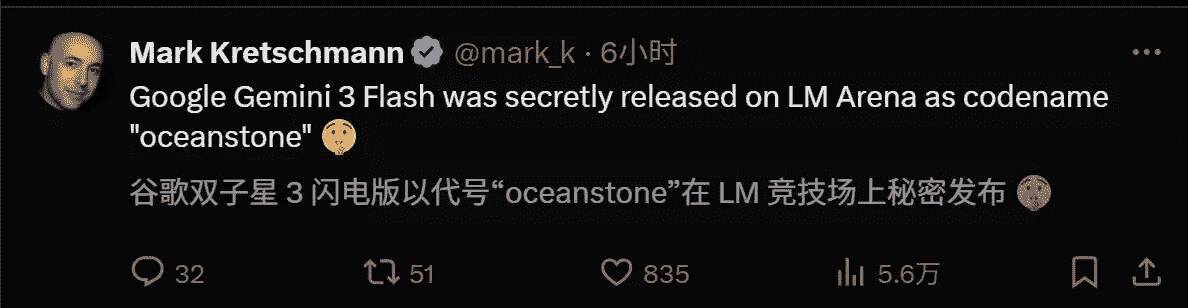 Mark Kretschmann @mark_k · 6小时
Google Gemini 3 Flash was secretly released on LM Arena as codename
"oceanstone" 🤫
谷歌双子星 3 闪电版以代号“oceanstone”在 LM 竞技场上秘密发布 🤫
32 51 835 5.6万